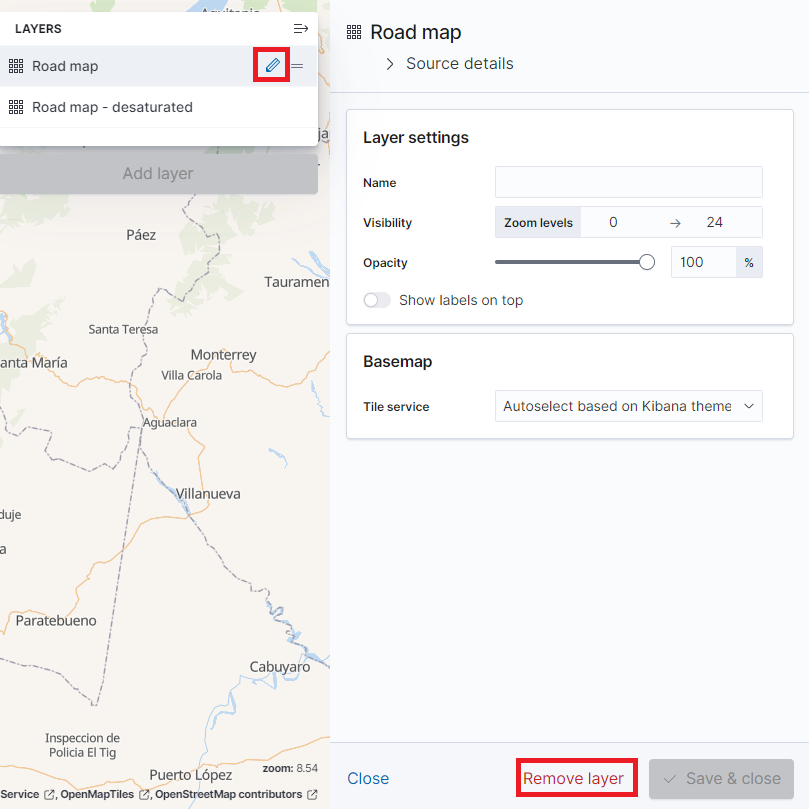 Aquitania
LAYERS
Road map
Road map - desaturated
Add layer
Páez
Tauramen
Santa Teresa
anta María
Monterrey
Villa Carola
Aguaclara
Villanueva
duje
a
Paratebueno
Cabuyaro
Inspeccion de
Policia El Tig
Puerto López
zoom: 8.54
Service , OpenMapTiles , OpenStreetMap contributors
Road map
Source details
Layer settings
Name
Visibility
Zoom levels 0 → 24
Opacity
100 %
Show labels on top
Basemap
Tile service
Autoselect based on Kibana theme
Close
Remove layer
Save & close